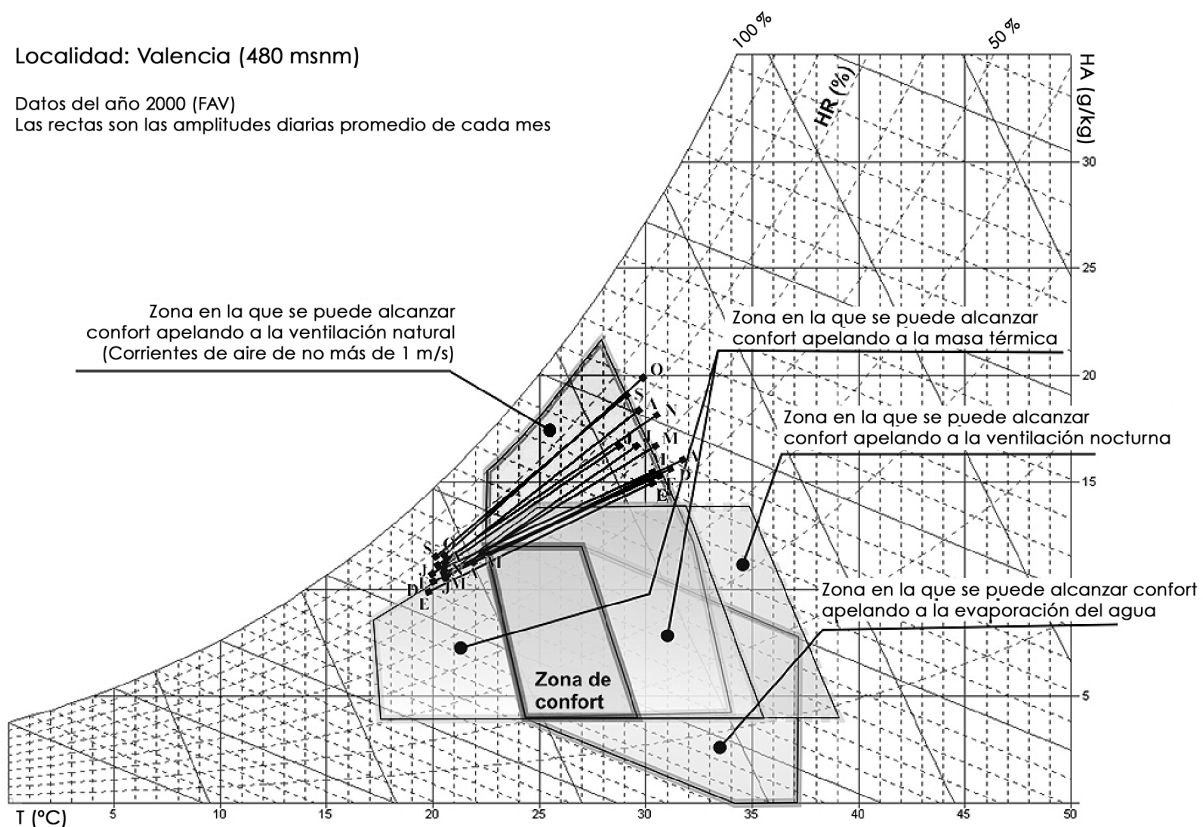 Localidad: Valencia (480 msnm)
Datos del año 2000 (FAV)
Las rectas son las amplitudes diarias promedio de cada mes
100 %
50 %
HR (%)
HA (g/kg)
30
25
20
15
5
Zona en la que se puede alcanzar
confort apelando a la ventilación natural
(Corrientes de aire de no más de 1 m/s)
Zona en la que se puede alcanzar
confort apelando a la masa térmica
Zona en la que se puede alcanzar
confort apelando a la ventilación nocturna
Zona en la que se puede alcanzar confort
apelando a la evaporación del agua
O
S
A
N
J
M
D
E
S
J
D
E
J
M
Zona de
confort
5
10
15
20
25
30
35
40
45
50
T (ºC)